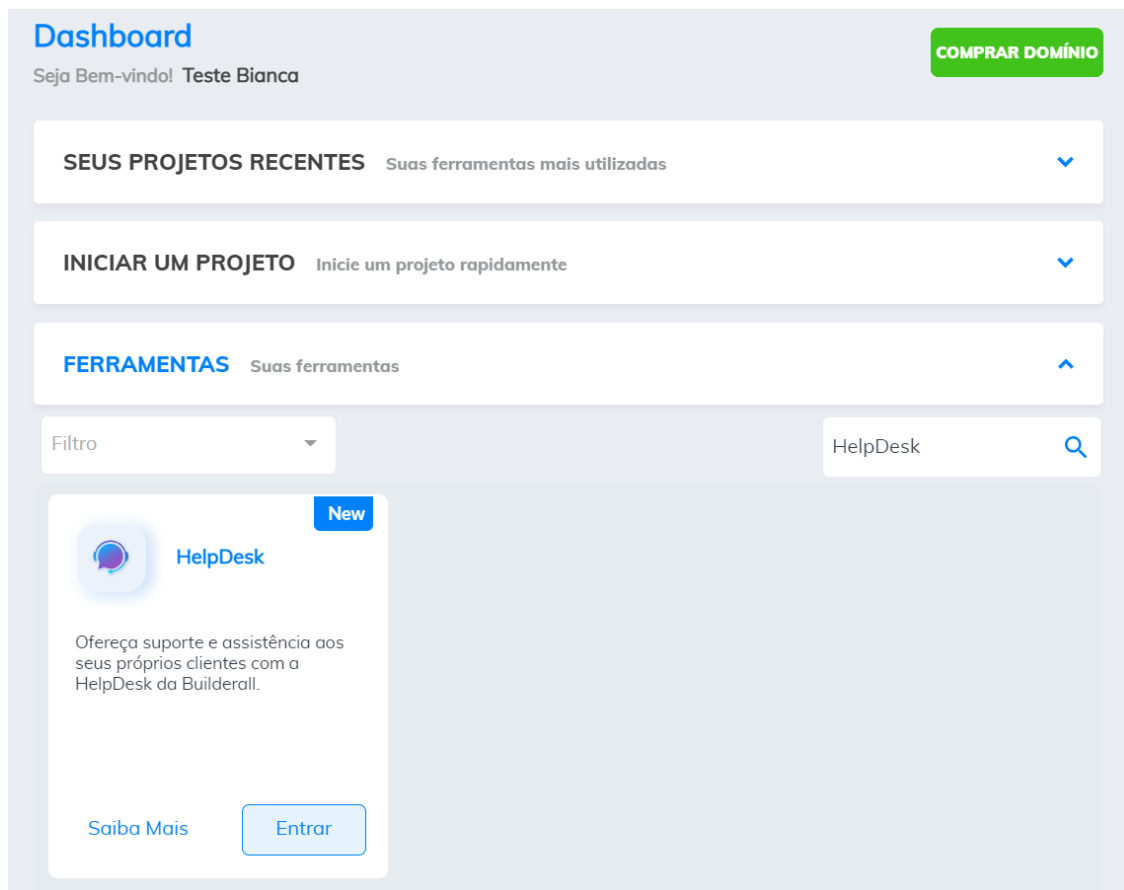 Dashboard
COMPRAR DOMÍNIO
Seja Bem-vindo! Teste Bianca
SEUS PROJETOS RECENTES Suas ferramentas mais utilizadas
INICIAR UM PROJETO Inicie um projeto rapidamente
FERRAMENTAS Suas ferramentas
Filtro
HelpDesk
New
HelpDesk
Ofereça suporte e assistência aos
seus próprios clientes com a
HelpDesk da Builderall.
Saiba Mais
Entrar